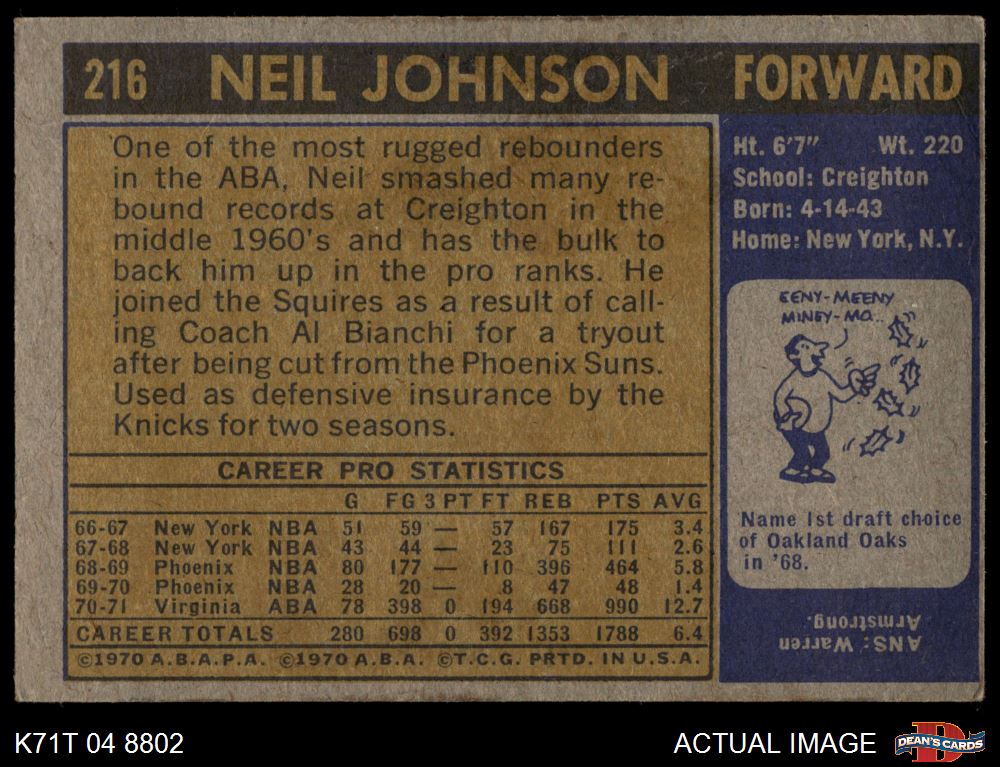 216 NEIL JOHNSON FORWARD
One of the most rugged rebounders
in the ABA, Neil smashed many re-
bound records at Creighton in the
middle 1960's and has the bulk to
back him up in the pro ranks. He
joined the Squires as a result of call-
ing Coach Al Bianchi for a tryout
after being cut from the Phoenix Suns.
Used as defensive insurance by the
Knicks for two seasons.
CAREER PRO STATISTICS
G FG 3 PT FT REB PTS AVG
66-67 New York NBA 51 59 — 57 167 175 3.4
67-68 New York NBA 43 44 — 23 75 111 2.6
68-69 Phoenix NBA 80 177 — 110 396 464 5.8
69-70 Phoenix NBA 28 20 — 8 47 48 1.4
70-71 Virginia ABA 78 398 0 194 668 990 12.7
CAREER TOTALS 280 698 0 392 1353 1788 6.4
©1970 A.B.A.P.A. ©1970 A.B.A. ©T.C.G. PRTD. IN U.S.A.
Ht. 6'7" Wt. 220
School: Creighton
Born: 4-14-43
Home: New York, N.Y.
EENY-MEENY
MINEY-MO..
Name 1st draft choice
of Oakland Oaks
in '68.
ANS: Warren
Armstrong.
K71T 04 8802
ACTUAL IMAGE
D
DEAN'S CARDS